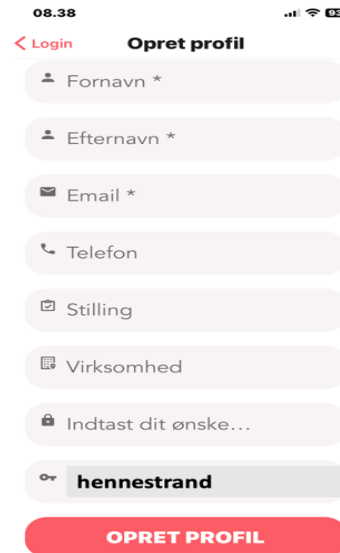 08.38
Login Opret profil
Fornavn *
Efternavn *
Email *
Telefon
Stilling
Virksomhed
Indtast dit ønske...
hennestrand
OPRET PROFIL